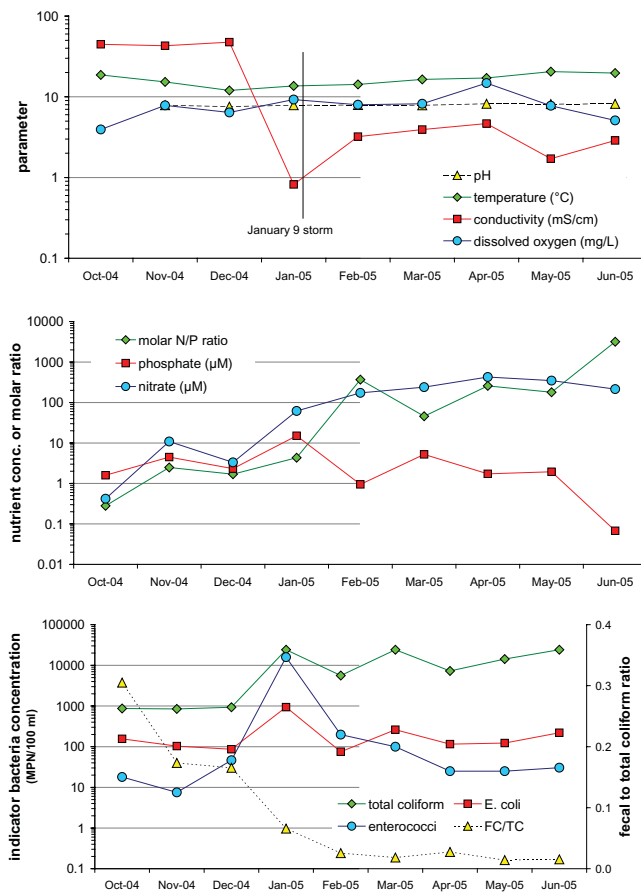 100
10
1
0.1
parameter
January 9 storm
pH
temperature (°C)
conductivity (mS/cm)
dissolved oxygen (mg/L)
Oct-04 Nov-04 Dec-04 Jan-05 Feb-05 Mar-05 Apr-05 May-05 Jun-05
10000
1000
100
10
1
0.1
0.01
nutrient conc. or molar ratio
molar N/P ratio
phosphate (µM)
nitrate (µM)
Oct-04 Nov-04 Dec-04 Jan-05 Feb-05 Mar-05 Apr-05 May-05 Jun-05
100000
10000
1000
100
10
1
0.1
indicator bacteria concentration
(MPN/100 ml)
0.4
0.3
0.2
0.1
0.0
fecal to total coliform ratio
total coliform E. coli
enterococci FC/TC
Oct-04 Nov-04 Dec-04 Jan-05 Feb-05 Mar-05 Apr-05 May-05 Jun-05